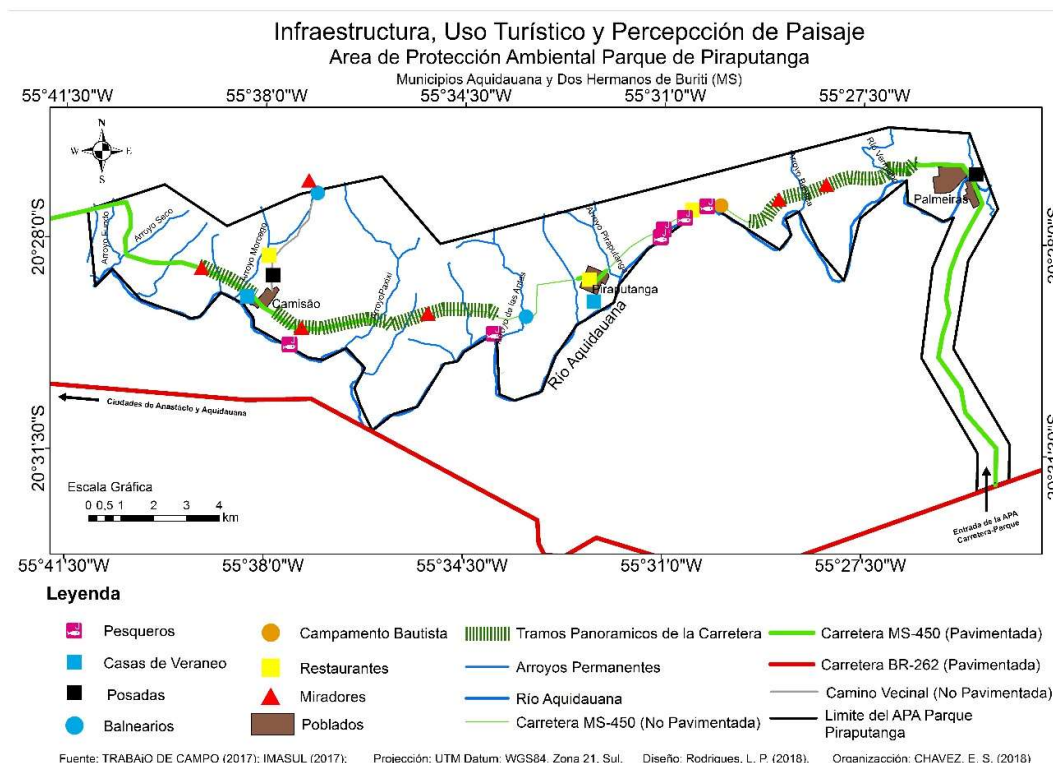 Infraestructura, Uso Turístico y Percepcción de Paisaje
Area de Protección Ambiental Parque de Piraputanga
Municipios Aquidauana y Dos Hermanos de Buriti (MS)
55°41'30"W 55°38'0"W 55°34'30"W 55°31'0"W 55°27'30"W
N
W E
S
20°28'0"S
20°31'30"S
Arroyo Fundo
Arroyo Seco
Arroyo Morcego
Camisão
Arroyo Paxixi
Arroyo de las Antas
Arroyo Piraputanga
Piraputanga
Río Aquidauana
Río Vermelho
Palmeiras
Ciudades de Anastacio y Aquidauana
Entrada de la APA
Carretera-Parque
Escala Gráfica
0 0,5 1 2 3 4
km
55°41'30"W 55°38'0"W 55°34'30"W 55°31'0"W 55°27'30"W
Leyenda
Pesqueros
Casas de Veraneo
Posadas
Balnearios
Campamento Bautista
Restaurantes
Miradores
Poblados
Tramos Panoramicos de la Carretera
Arroyos Permanentes
Río Aquidauana
Carretera MS-450 (No Pavimentada)
Carretera MS-450 (Pavimentada)
Carretera BR-262 (Pavimentada)
Camino Vecinal (No Pavimentada)
Limite del APA Parque
Piraputanga
Fuente: TRABAjO DE CAMPO (2017); IMASUL (2017); Projección: UTM Datum: WGS84, Zona 21, Sul. Diseño: Rodrigues, L. P. (2018). Organización: CHAVEZ, E. S. (2018)